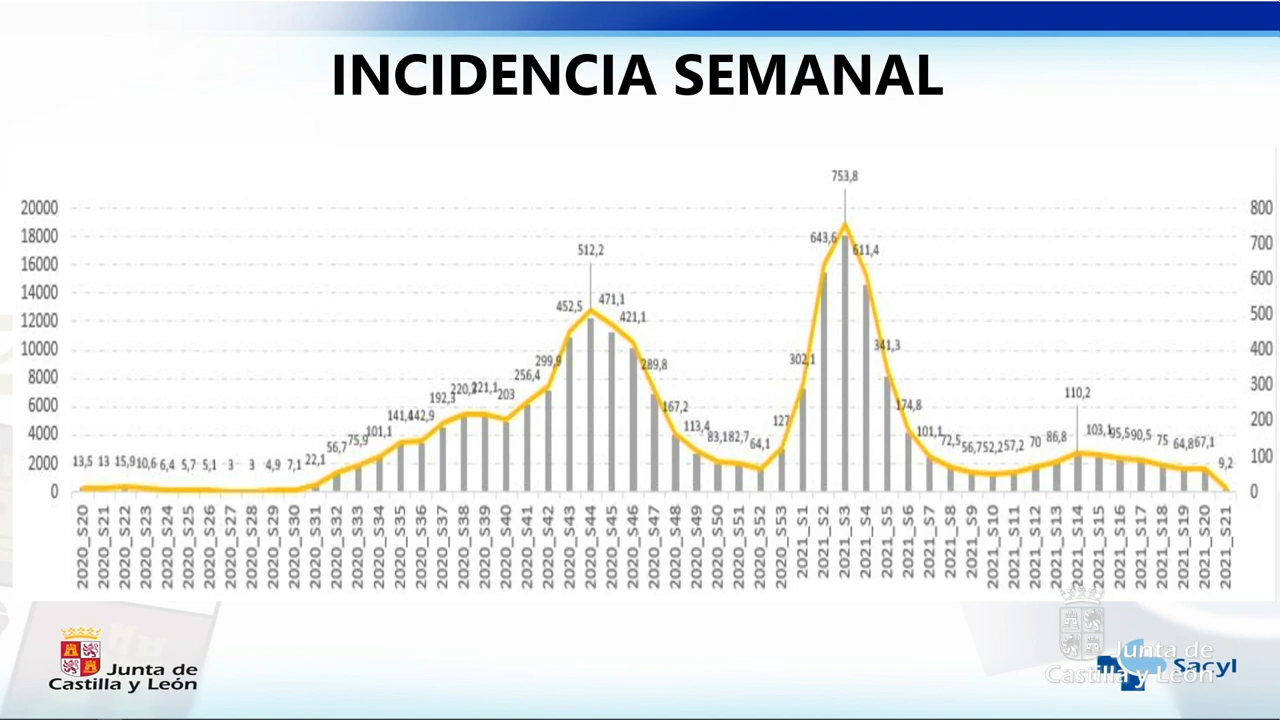 INCIDENCIA SEMANAL
753,8
20000
800
18000
643,6
700
512,2
611,4
16000
600
14000
452,5
471,1
500
12000
421,1
341,3
400
10000
299,9
289,8
302,1
8000
256,4
300
192,3
220,3
221,1
203
174,8
110,2
6000
141,4
142,9
167,2
200
4000
56,7
75,9
101,1
113,4
83,1
82,7
64,1
127
101,1
72,5
56,7
52,2
57,2
70
86,8
103,1
95,5
90,5
75
64,8
67,1
2000
13,5 13 15,9 10,6 6,4 5,7 5,1 3 3 4,9 7,1 22,1
9,2
100
0
0
2020_S20
2020_S21
2020_S22
2020_S23
2020_S24
2020_S25
2020_S26
2020_S27
2020_S28
2020_S29
2020_S30
2020_S31
2020_S32
2020_S33
2020_S34
2020_S35
2020_S36
2020_S37
2020_S38
2020_S39
2020_S40
2020_S41
2020_S42
2020_S43
2020_S44
2020_S45
2020_S46
2020_S47
2020_S48
2020_S49
2020_S50
2020_S51
2020_S52
2020_S53
2021_S1
2021_S2
2021_S3
2021_S4
2021_S5
2021_S6
2021_S7
2021_S8
2021_S9
2021_S10
2021_S11
2021_S12
2021_S13
2021_S14
2021_S15
2021_S16
2021_S17
2021_S18
2021_S19
2021_S20
2021_S21
Junta de
Castilla y León
Junta de
Castilla y León
Sacyl